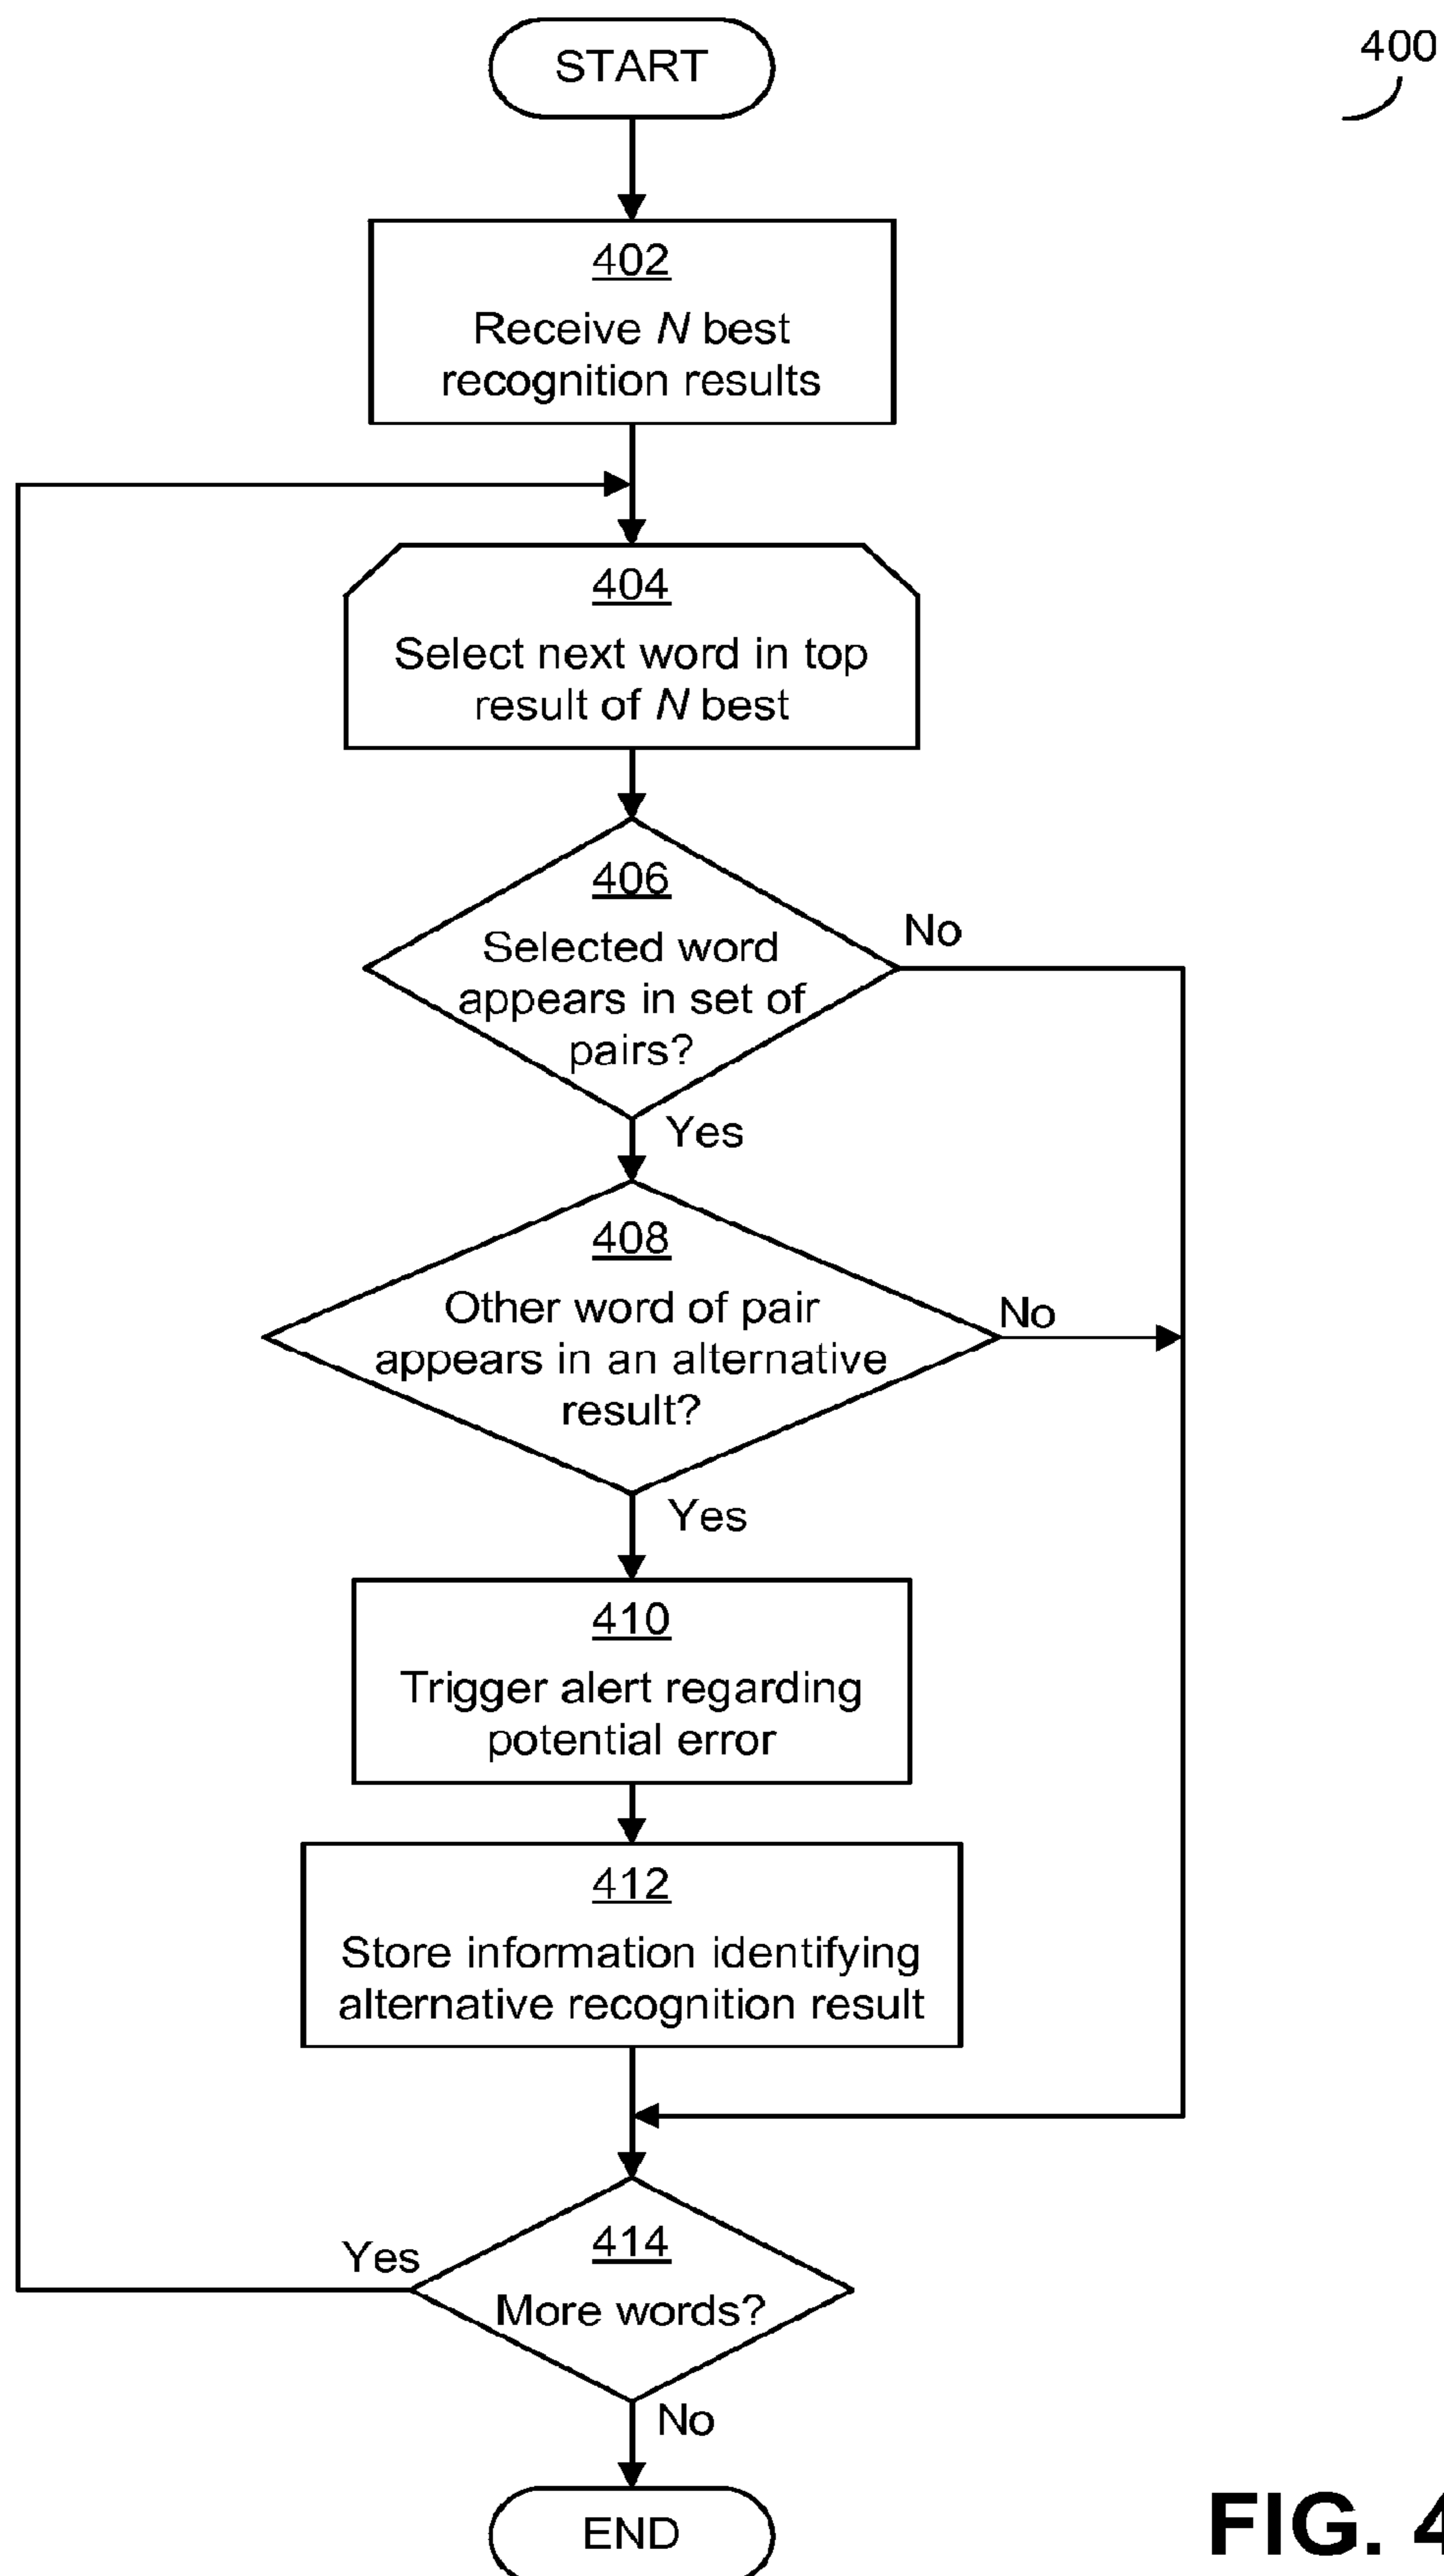 START
400
402
Receive N best
recognition results
404
Select next word in top
result of N best
406
Selected word
appears in set of
pairs?
No
Yes
408
Other word of pair
appears in an alternative
result?
No
Yes
410
Trigger alert regarding
potential error
412
Store information identifying
alternative recognition result
414
More words?
Yes
No
END
FIG. 4